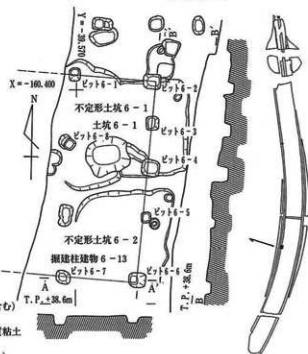 Y=-39.570
B'
B'
X=-160.400
ピット6-1
ピット6-2
N
不定形土坑6-1
土坑6-1
ピット6-3
ピット6-8
ピット6-4
ピット6-5
不定形土坑6-2
掘建柱建物6-13
ピット6-7
ピット6-6
A
A'
B
B
T.P.+38.6m
T.P.+38.6m
む)
粘土